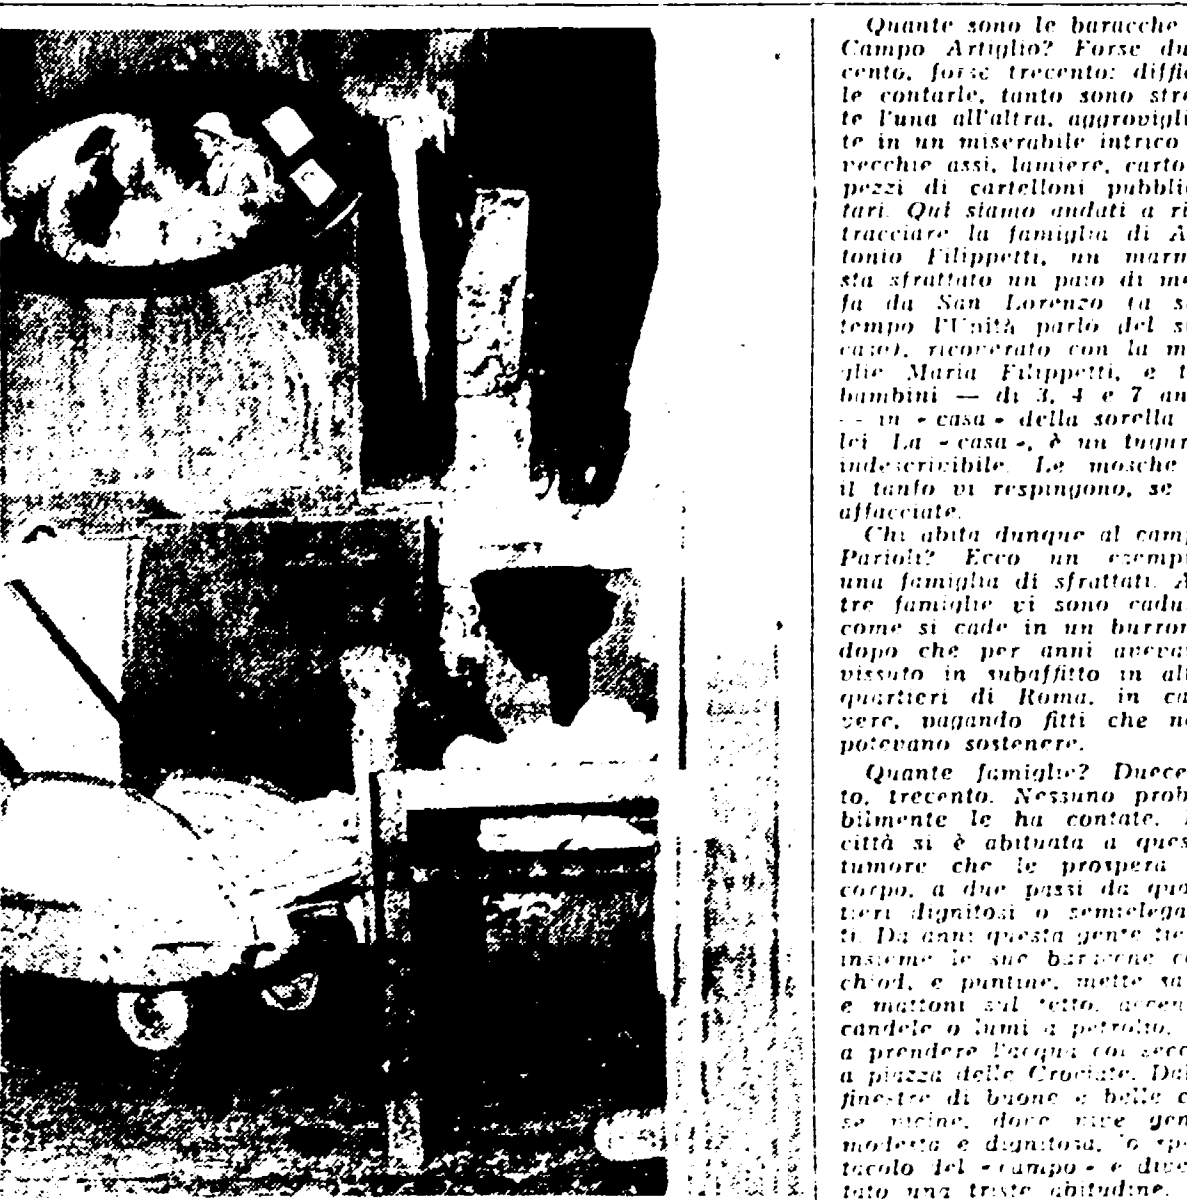 Quante sono le baracche
Campo Artiglio? Forse du
cento, forse trecento: diffi
le contarle, tanto sono stre
te l'una all'altra, aggrovigli
te in un miserabile intrico
vecchie assi, lamiere, carto
pezzi di cartelloni pubbli
tari. Qui siamo andati a ri
tracciare la famiglia di A
tonio Filippetti, un marm
sta sfrattato un paio di me
fa da San Lorenzo (a s
tempo l'Unità parlò del s
caso), ricoverato con la m
glie Maria Filippetti, e t
bambini — di 3, 4 e 7 an
— in « casa » della sorella
lei La « casa », è un tugur
indescrivibile. Le mosche
il tanfo vi respingono, se
affacciate.
Chi abita dunque al camp
Parioli? Ecco un esempi
una famiglia di sfrattati. A
tre famiglie vi sono cadu
come si cade in un burron
dopo che per anni aveva
vissuto in subaffitto in al
quartieri di Roma, in ca
vere, pagando fitti che n
potevano sostenere.
Quante famiglie? Duece
to, trecento. Nessuno prob
bilmente le ha contate.
città si è abituata a ques
tumore che le prospera
corpo, a due passi da qua
tieri dignitosi o semielega
ti. Da anni questa gente tie
insieme le sue baracche c
chiodi e puntine, mette sa
e mattoni sul tetto, accen
candele o lumi a petrolio,
a prendere l'acqua coi secc
a piazza delle Crociate. Dal
finestre di buone e belle c
se vicine, dove vive gen
modesta e dignitosa, lo spe
tacolo del « campo » e dive
tato una triste abitudine.